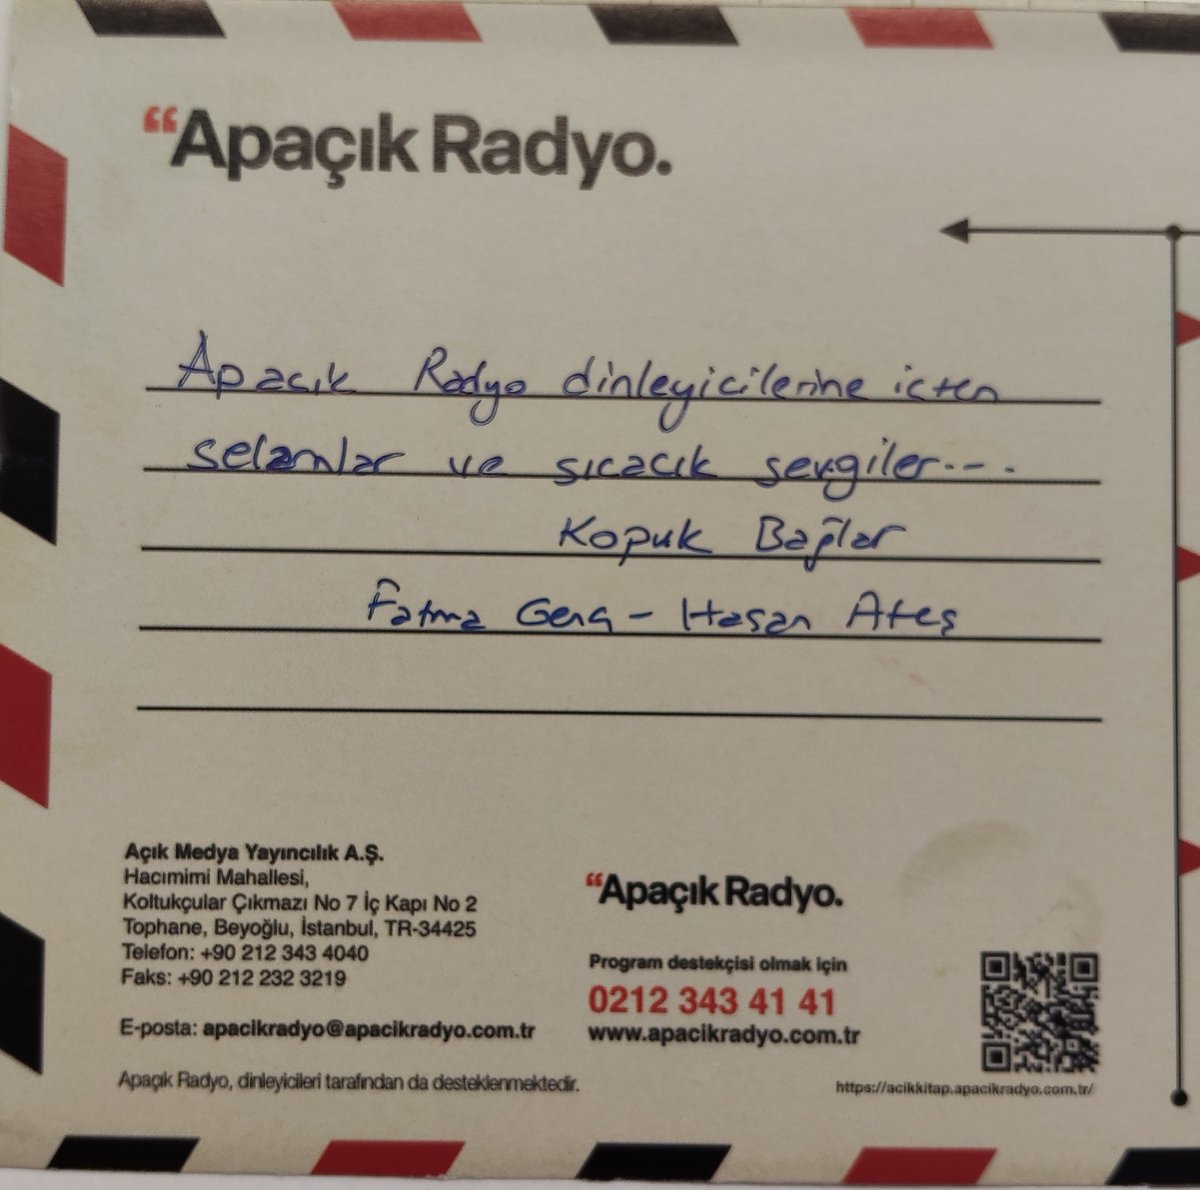 “Apaçık Radyo.
Apacık Radyo dinleyicilerine içten
selamlar ve sıcacık sevgiler....
Kopuk Bağlar
Fatma Genç - Hasan Ateş
Açık Medya Yayıncılık A.Ş.
Hacımimi Mahallesi,
Koltukçular Çıkmazı No 7 İç Kapı No 2
Tophane, Beyoğlu, İstanbul, TR-34425
Telefon: +90 212 343 4040
Faks: +90 212 232 3219
E-posta: apacikradyo@apacikradyo.com.tr
Apaçık Radyo, dinleyicileri tarafından da desteklenmektedir.
“Apaçık Radyo.
Program destekçisi olmak için
0212 343 41 41
www.apacikradyo.com.tr
https://acikkitap.apacikradyo.com.tr/